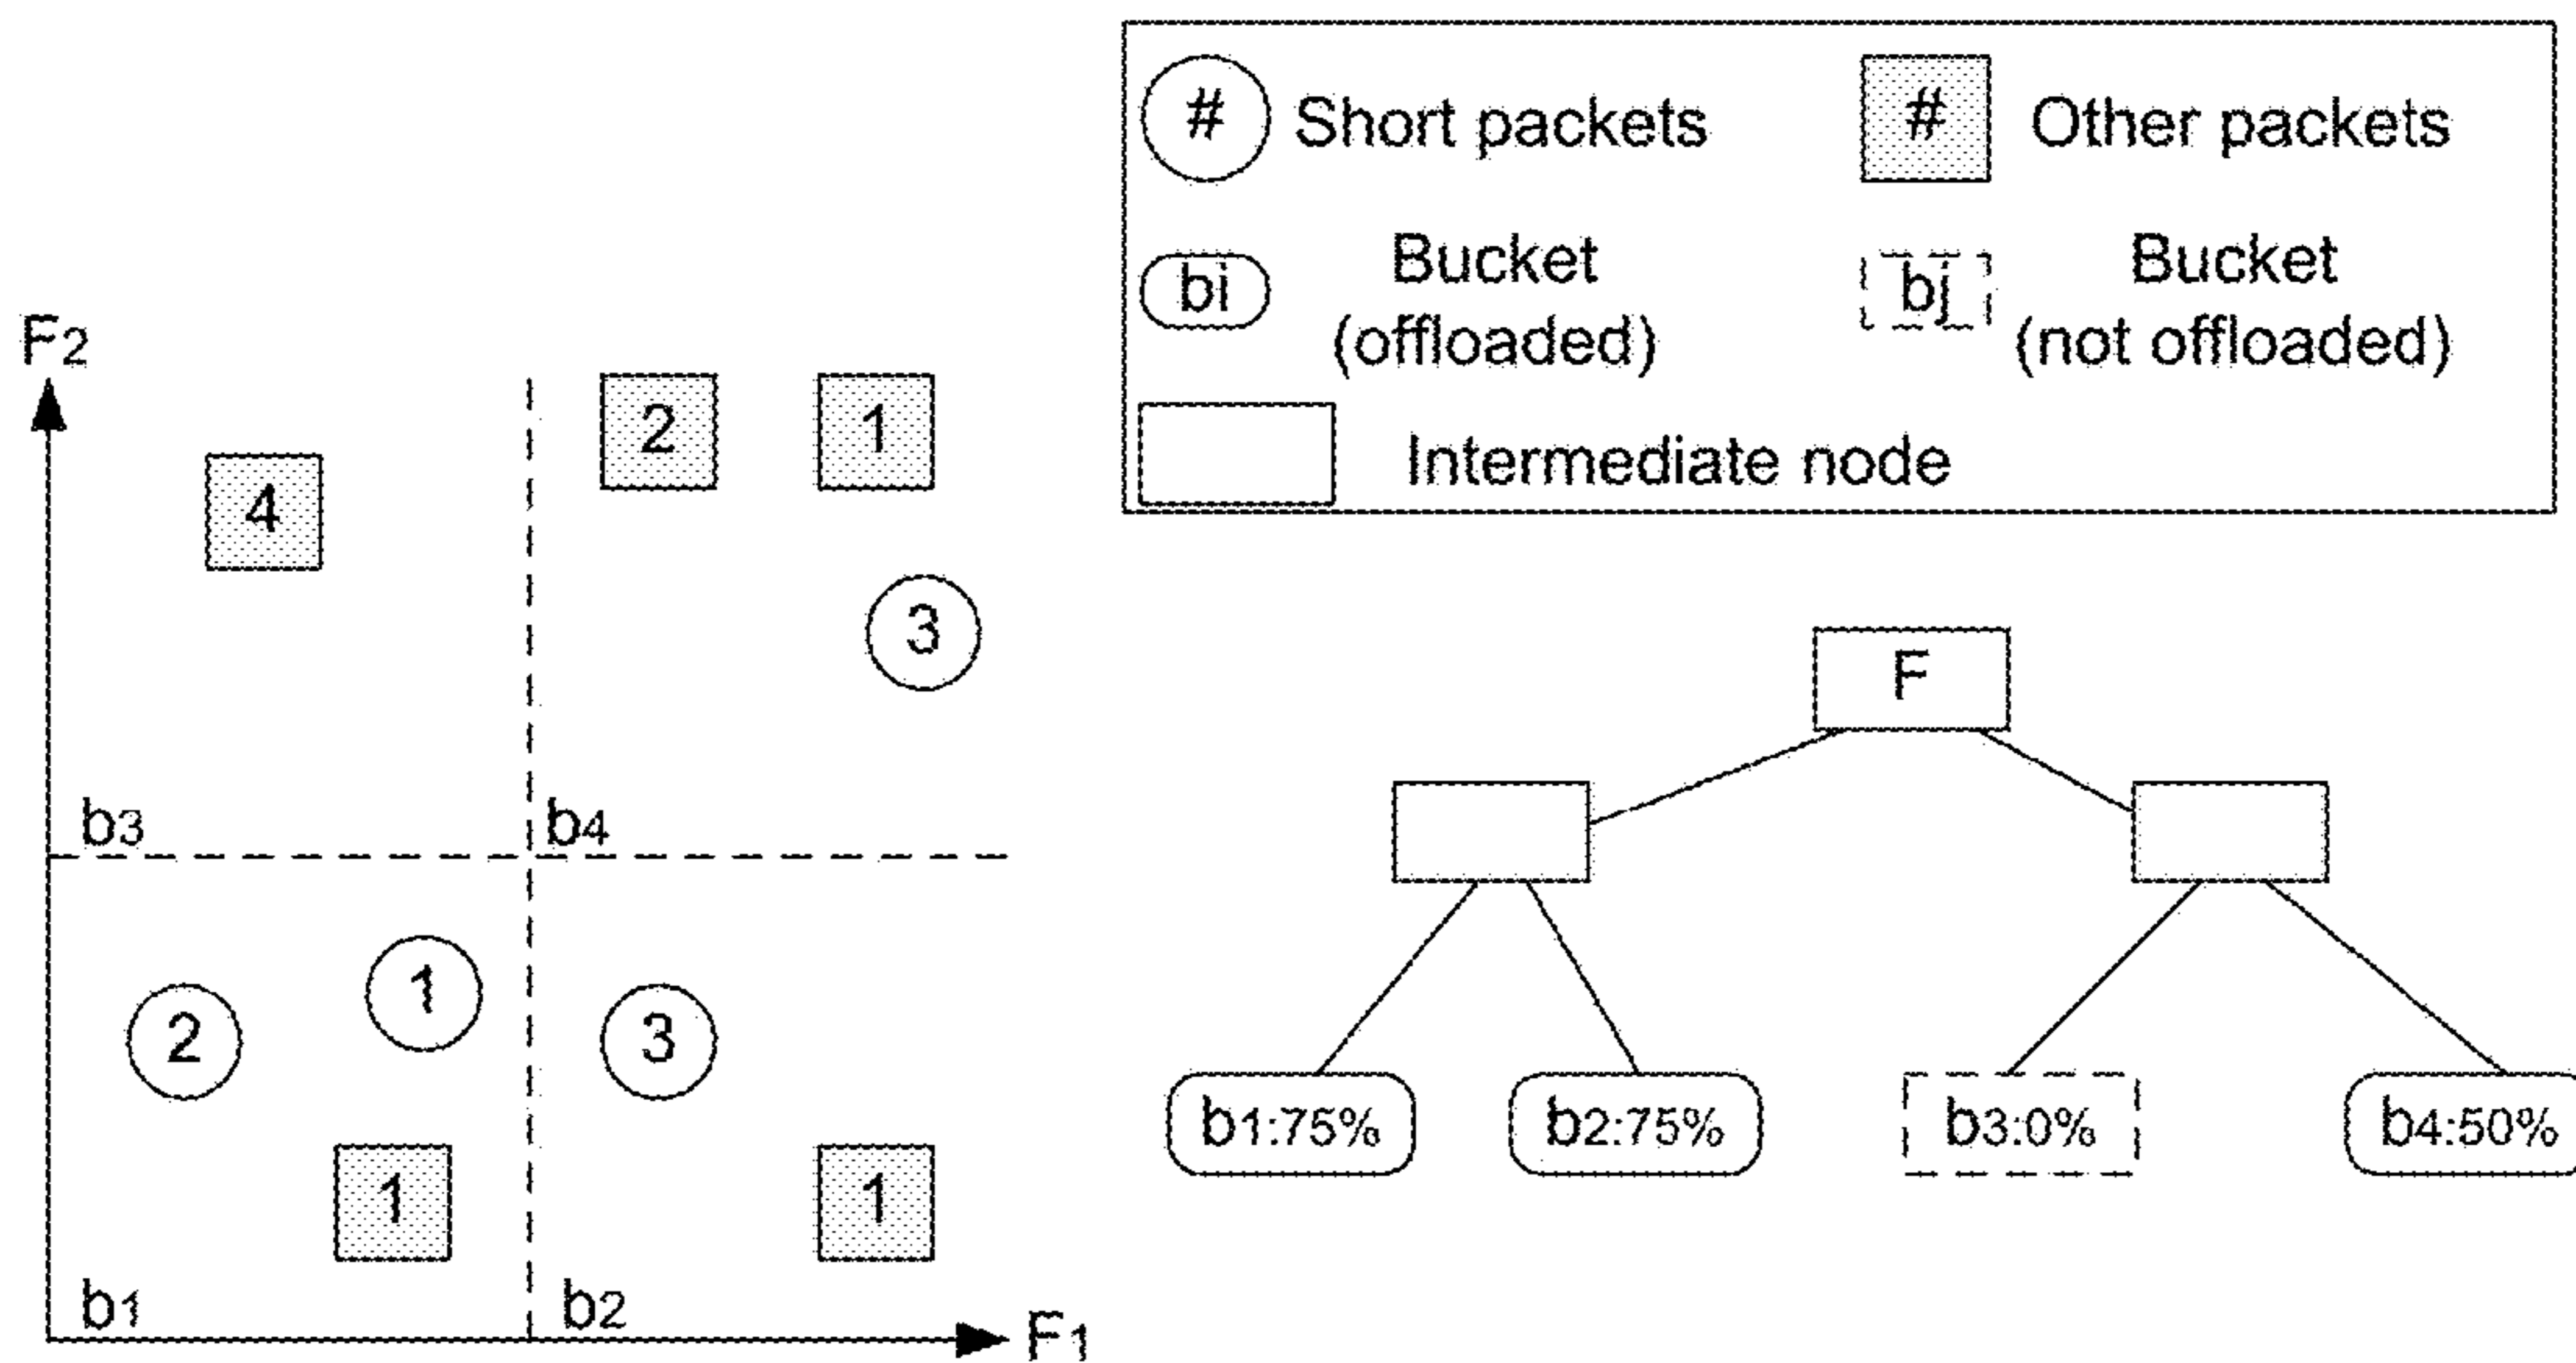 # Short packets
# Other packets
bi Bucket
(offloaded)
bj Bucket
(not offloaded)
Intermediate node
F2
2
1
4
3
b3
b4
1
2
3
1
1
b1
b2
F1
F
b1:75%
b2:75%
b3:0%
b4:50%